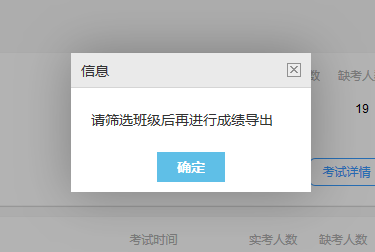 信息
数 缺考人
请筛选班级后再进行成绩导出
19
确定
考试详情
考试时间 实考人数 缺考人数